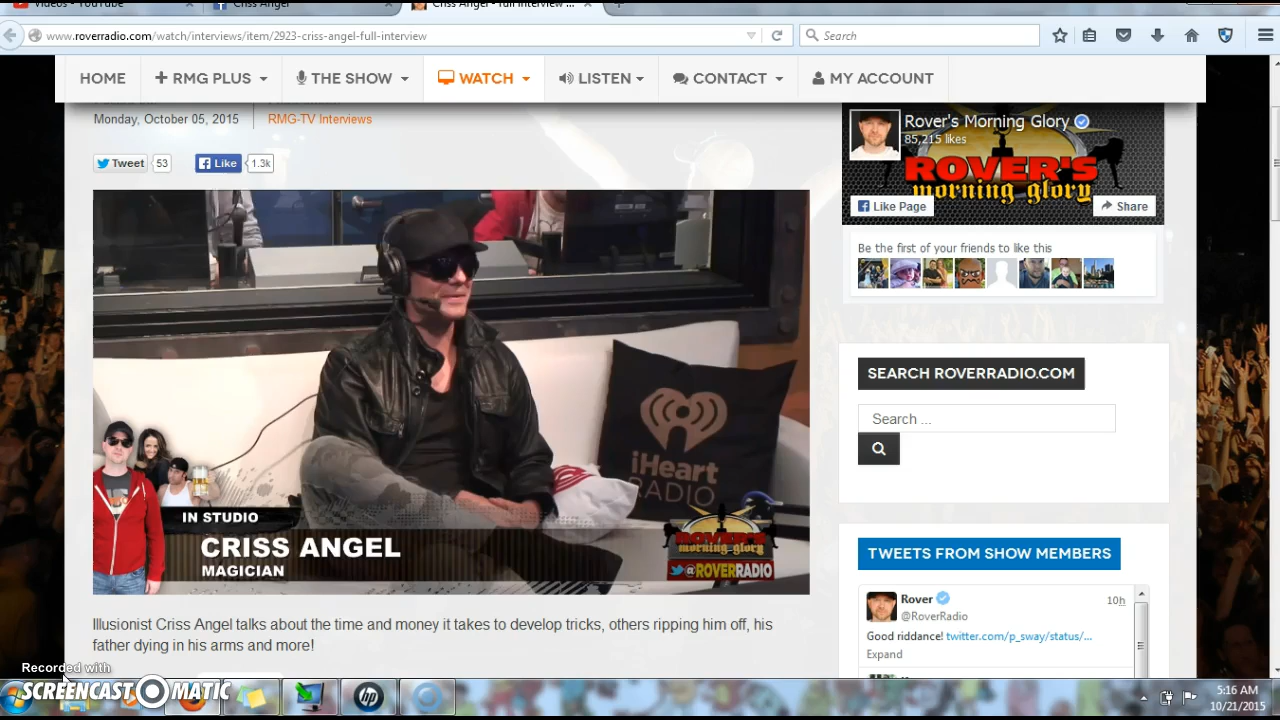 Videos - YouTube
Criss Angel
Criss Angel - full interview ...
www.roverradio.com/watch/interviews/item/2923-criss-angel-full-interview
Search
HOME
RMG PLUS
THE SHOW
WATCH
LISTEN
CONTACT
MY ACCOUNT
Monday, October 05, 2015
RMG-TV Interviews
Tweet
53
Like
1.3k
Rover's Morning Glory
85,215 likes
ROVER'S
morning glory
Like Page
Share
Be the first of your friends to like this
SEARCH ROVERRADIO.COM
Search ...
iHeart
RADIO
IN STUDIO
CRISS ANGEL
MAGICIAN
ROVER'S
morning glory
@ROVERRADIO
TWEETS FROM SHOW MEMBERS
Rover
10h
@RoverRadio
Good riddance! twitter.com/p_sway/status/...
Expand
Illusionist Criss Angel talks about the time and money it takes to develop tricks, others ripping him off, his
father dying in his arms and more!
Recorded with
SCREENCAST-O-MATIC
hp
5:16 AM
10/21/2015